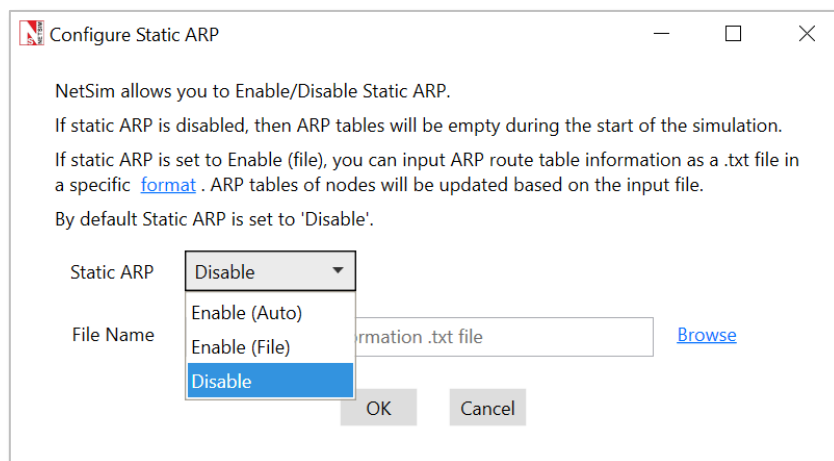 NETSIM
Configure Static ARP
NetSim allows you to Enable/Disable Static ARP.
If static ARP is disabled, then ARP tables will be empty during the start of the simulation.
If static ARP is set to Enable (file), you can input ARP route table information as a .txt file in
a specific format . ARP tables of nodes will be updated based on the input file.
By default Static ARP is set to 'Disable'.
Static ARP Disable
Enable (Auto)
File Name .txt file Browse
Enable (File)
Disable
OK Cancel